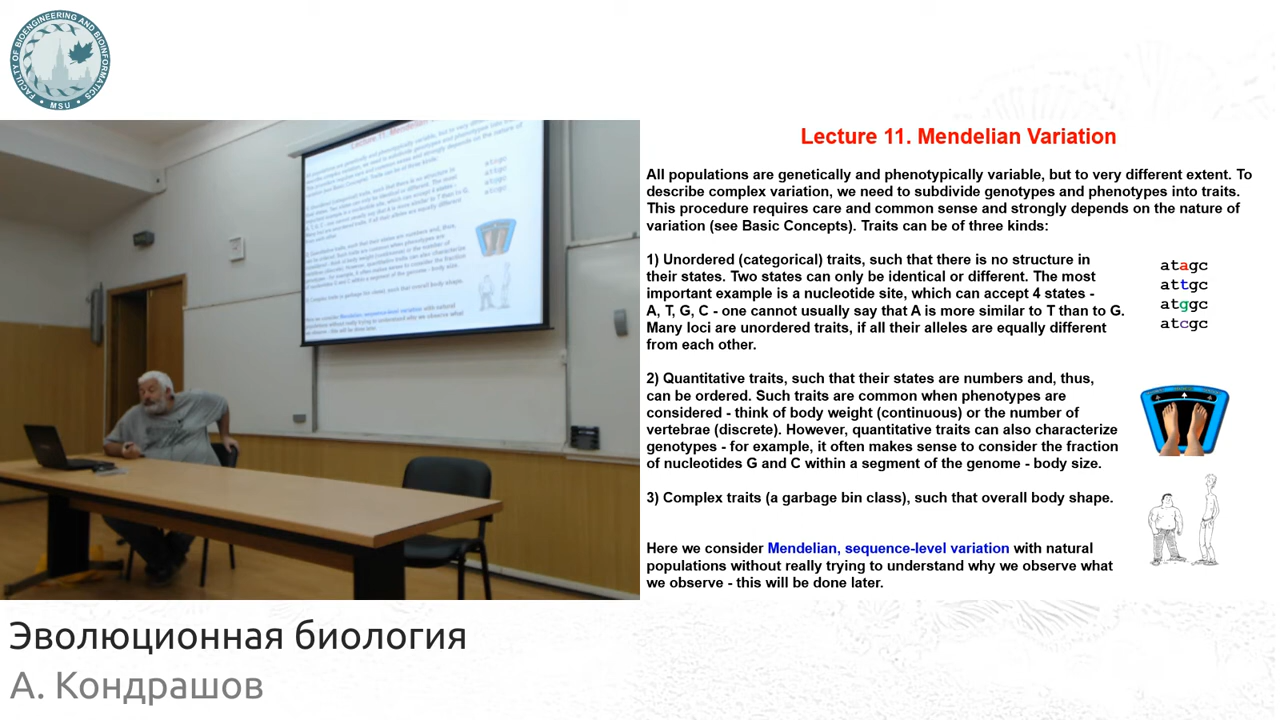 FACULTY OF BIOENGINEERING AND BIOINFORMATICS
• MSU •
Lecture 11. Mendelian Variation
All populations are genetically and phenotypically variable, but to very different extent. To
describe complex variation, we need to subdivide genotypes and phenotypes into traits.
This procedure requires care and common sense and strongly depends on the nature of
variation (see Basic Concepts). Traits can be of three kinds:
1) Unordered (categorical) traits, such that there is no structure in
their states. Two states can only be identical or different. The most
important example is a nucleotide site, which can accept 4 states -
A, T, G, C - one cannot usually say that A is more similar to T than to G.
Many loci are unordered traits, if all their alleles are equally different
from each other.
atagc
attgc
atggc
atcgc
2) Quantitative traits, such that their states are numbers and, thus,
can be ordered. Such traits are common when phenotypes are
considered - think of body weight (continuous) or the number of
vertebrae (discrete). However, quantitative traits can also characterize
genotypes - for example, it often makes sense to consider the fraction
of nucleotides G and C within a segment of the genome - body size.
3) Complex traits (a garbage bin class), such that overall body shape.
Here we consider Mendelian, sequence-level variation with natural
populations without really trying to understand why we observe what
we observe - this will be done later.
Эволюционная биология
А. Кондрашов